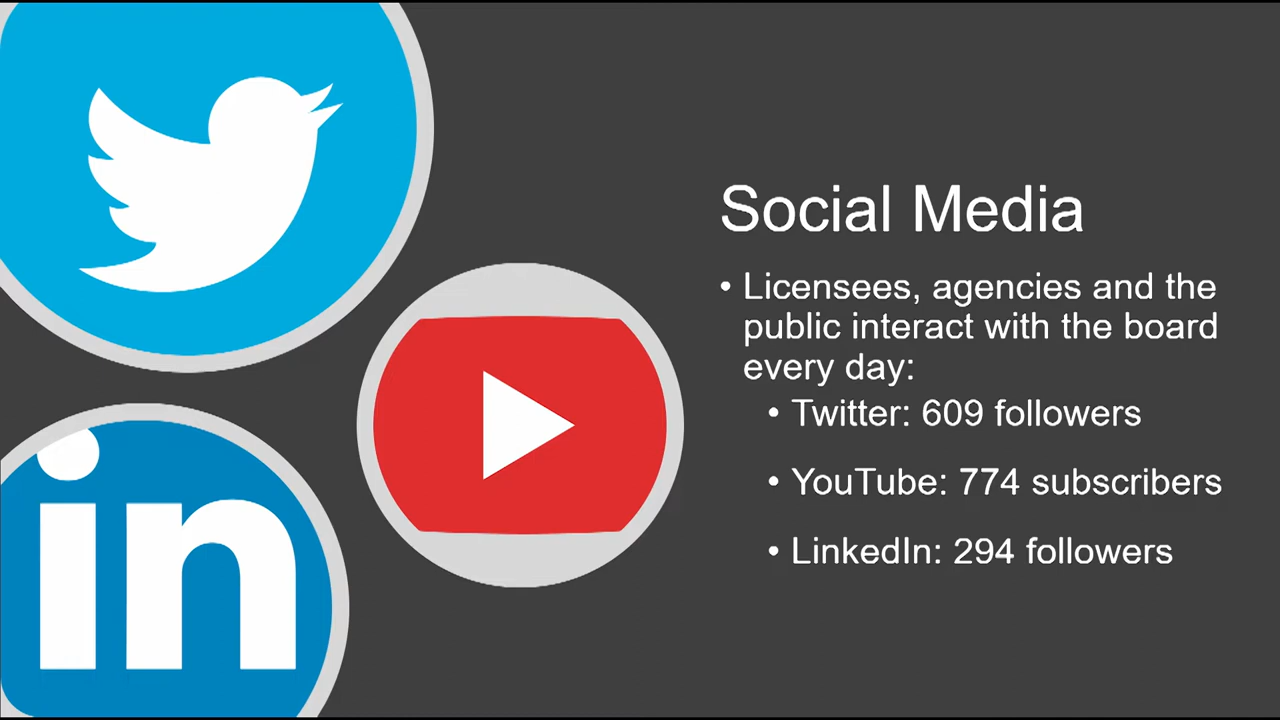 Social Media
• Licensees, agencies and the
public interact with the board
every day:
• Twitter: 609 followers
• YouTube: 774 subscribers
• LinkedIn: 294 followers
in